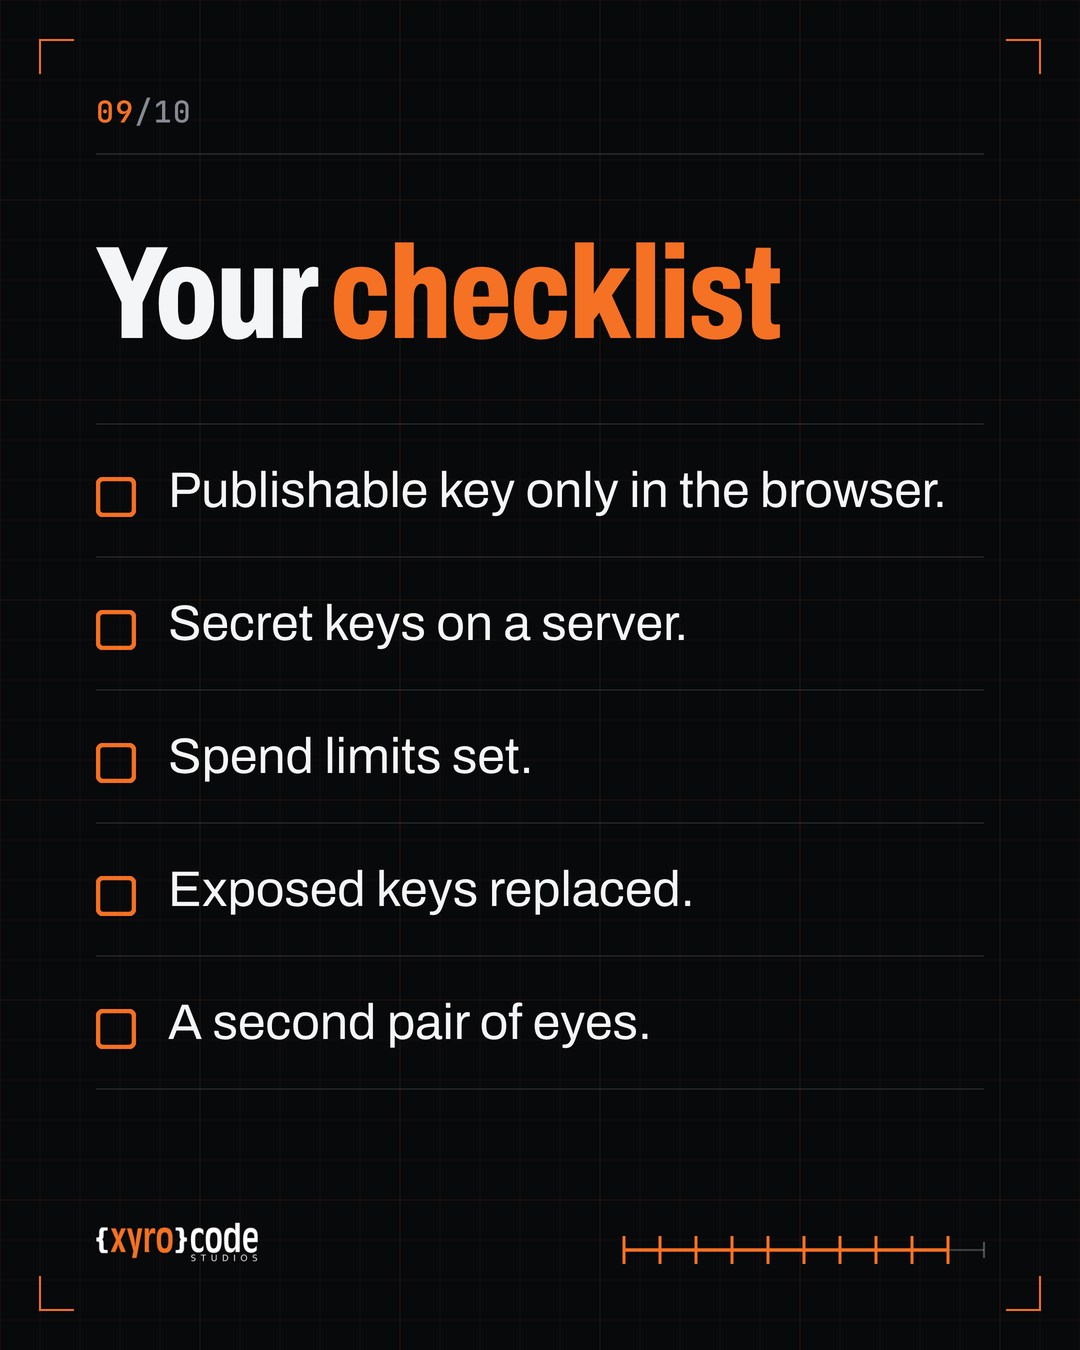 09/10
Your checklist
Publishable key only in the browser.
Secret keys on a server.
Spend limits set.
Exposed keys replaced.
A second pair of eyes.
{xyro}code
STUDIOS